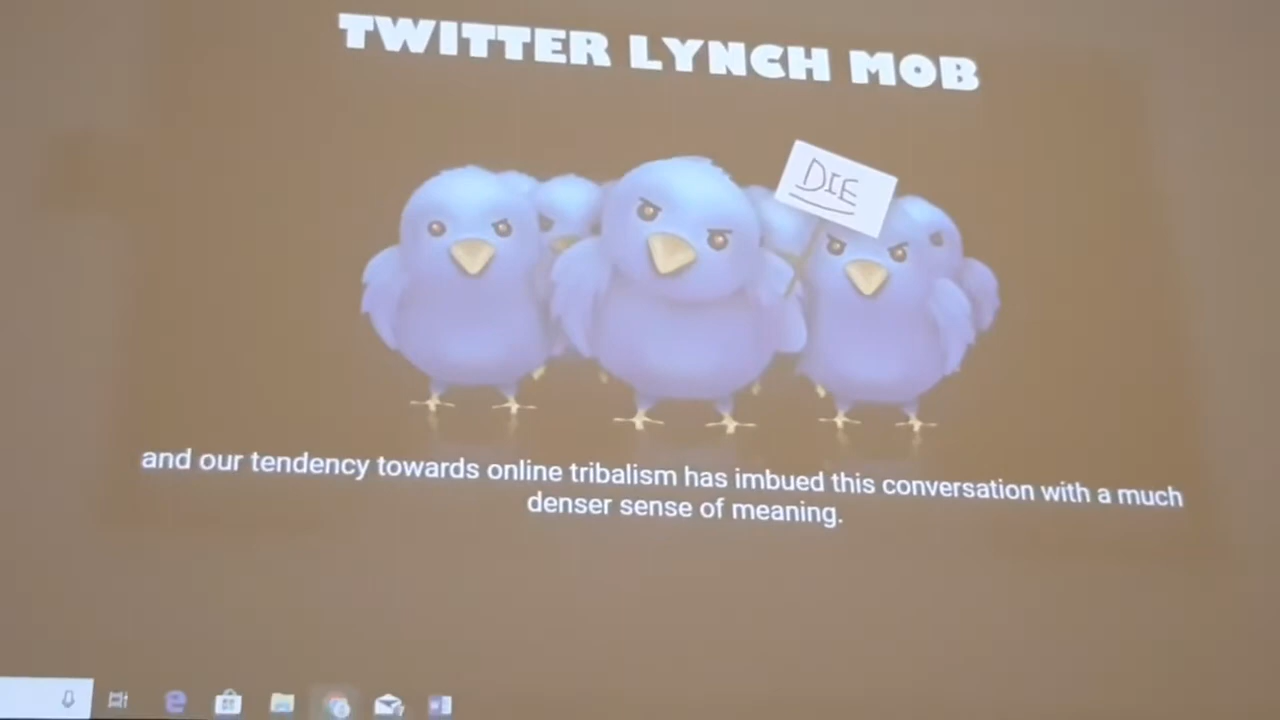 TWITTER LYNCH MOB
DIE
and our tendency towards online tribalism has imbued this conversation with a much
denser sense of meaning.